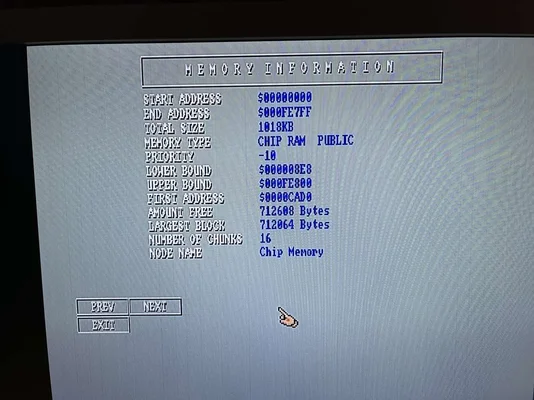 MEMORY INFORMATION
START ADDRESS $00000000
END ADDRESS $000FE7FF
TOTAL SIZE 1018KB
MEMORY TYPE CHIP RAM PUBLIC
PRIORITY -10
LOWER BOUND $000008E8
UPPER BOUND $000FE800
FIRST ADDRESS $0000CAD0
AMOUNT FREE 712608 Bytes
LARGEST BLOCK 712064 Bytes
NUMBER OF CHUNKS 16
NODE NAME Chip Memory
PREV NEXT
EXIT